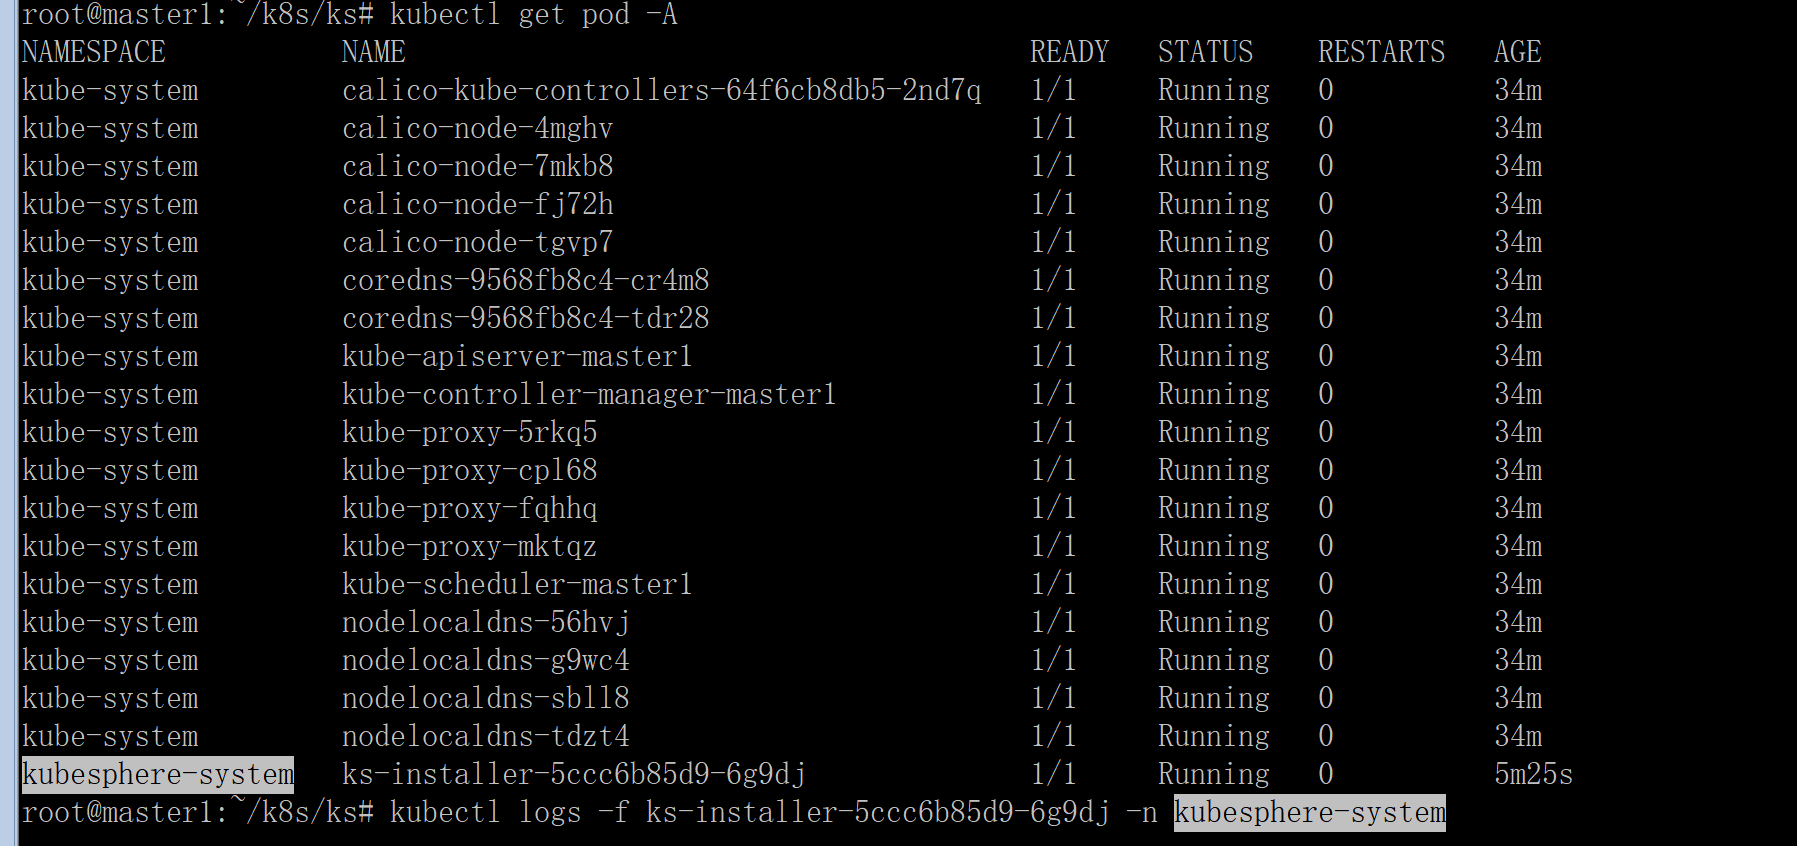 root@master1:~/k8s/ks# kubectl get pod -A
NAMESPACE NAME READY STATUS RESTARTS AGE
kube-system calico-kube-controllers-64f6cb8db5-2nd7q 1/1 Running 0 34m
kube-system calico-node-4mghv 1/1 Running 0 34m
kube-system calico-node-7mkb8 1/1 Running 0 34m
kube-system calico-node-fj72h 1/1 Running 0 34m
kube-system calico-node-tgvp7 1/1 Running 0 34m
kube-system coredns-9568fb8c4-cr4m8 1/1 Running 0 34m
kube-system coredns-9568fb8c4-tdr28 1/1 Running 0 34m
kube-system kube-apiserver-master1 1/1 Running 0 34m
kube-system kube-controller-manager-master1 1/1 Running 0 34m
kube-system kube-proxy-5rkq5 1/1 Running 0 34m
kube-system kube-proxy-cpl68 1/1 Running 0 34m
kube-system kube-proxy-fqhhq 1/1 Running 0 34m
kube-system kube-proxy-mktqz 1/1 Running 0 34m
kube-system kube-scheduler-master1 1/1 Running 0 34m
kube-system nodelocaldns-56hvj 1/1 Running 0 34m
kube-system nodelocaldns-g9wc4 1/1 Running 0 34m
kube-system nodelocaldns-sbll8 1/1 Running 0 34m
kube-system nodelocaldns-tdzt4 1/1 Running 0 34m
kubesphere-system ks-installer-5ccc6b85d9-6g9dj 1/1 Running 0 5m25s
root@master1:~/k8s/ks# kubectl logs -f ks-installer-5ccc6b85d9-6g9dj -n kubesphere-system